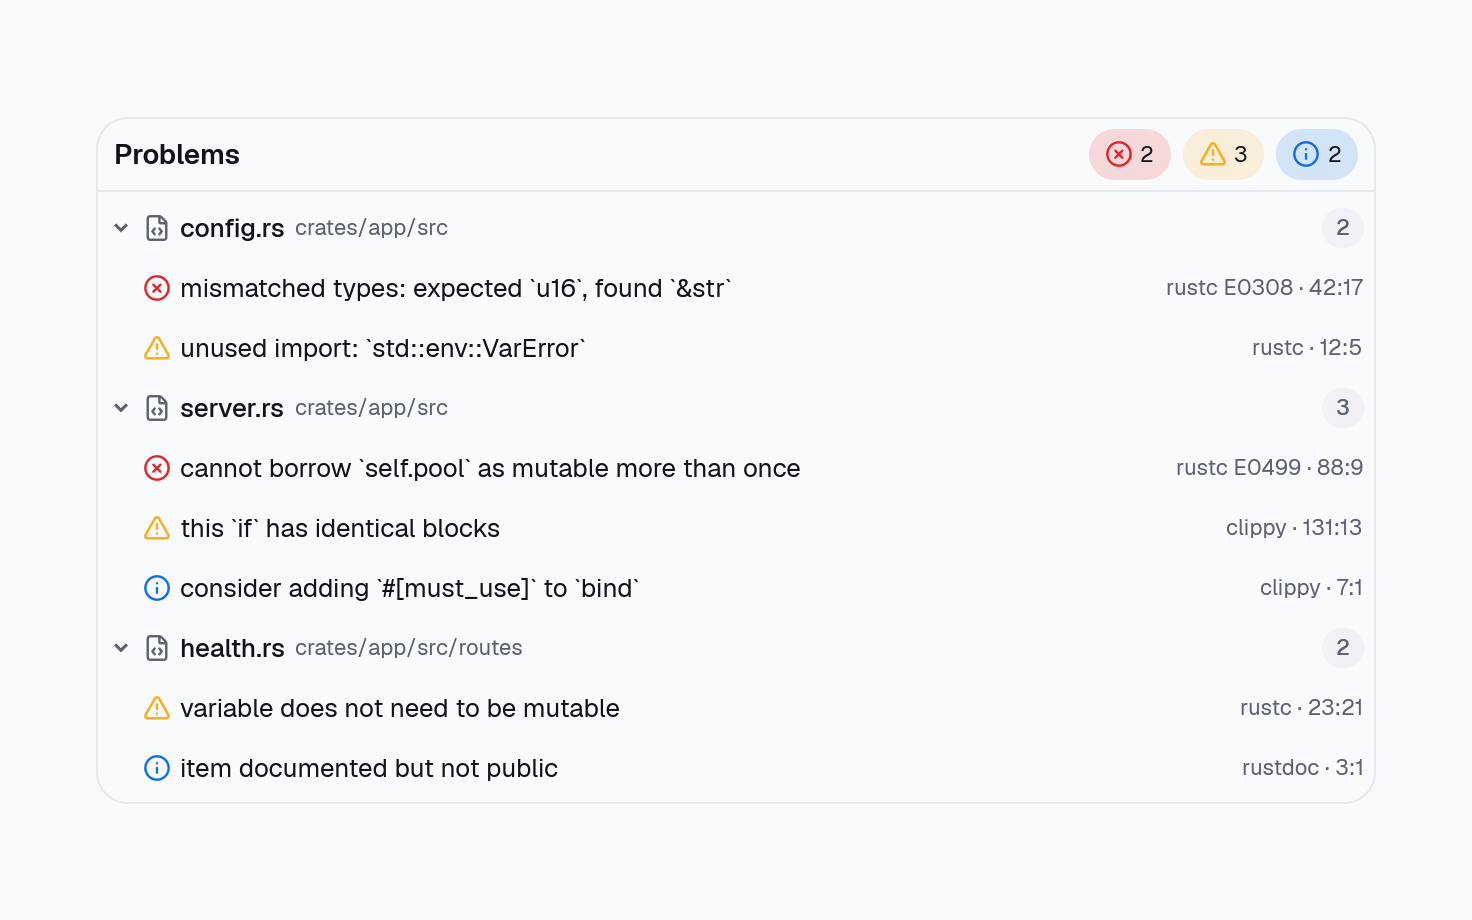 Problems 2 3 2
config.rs crates/app/src 2
mismatched types: expected `u16`, found `&str` rustc E0308 · 42:17
unused import: `std::env::VarError` rustc · 12:5
server.rs crates/app/src 3
cannot borrow `self.pool` as mutable more than once rustc E0499 · 88:9
this `if` has identical blocks clippy · 131:13
consider adding `#[must_use]` to `bind` clippy · 7:1
health.rs crates/app/src/routes 2
variable does not need to be mutable rustc · 23:21
item documented but not public rustdoc · 3:1